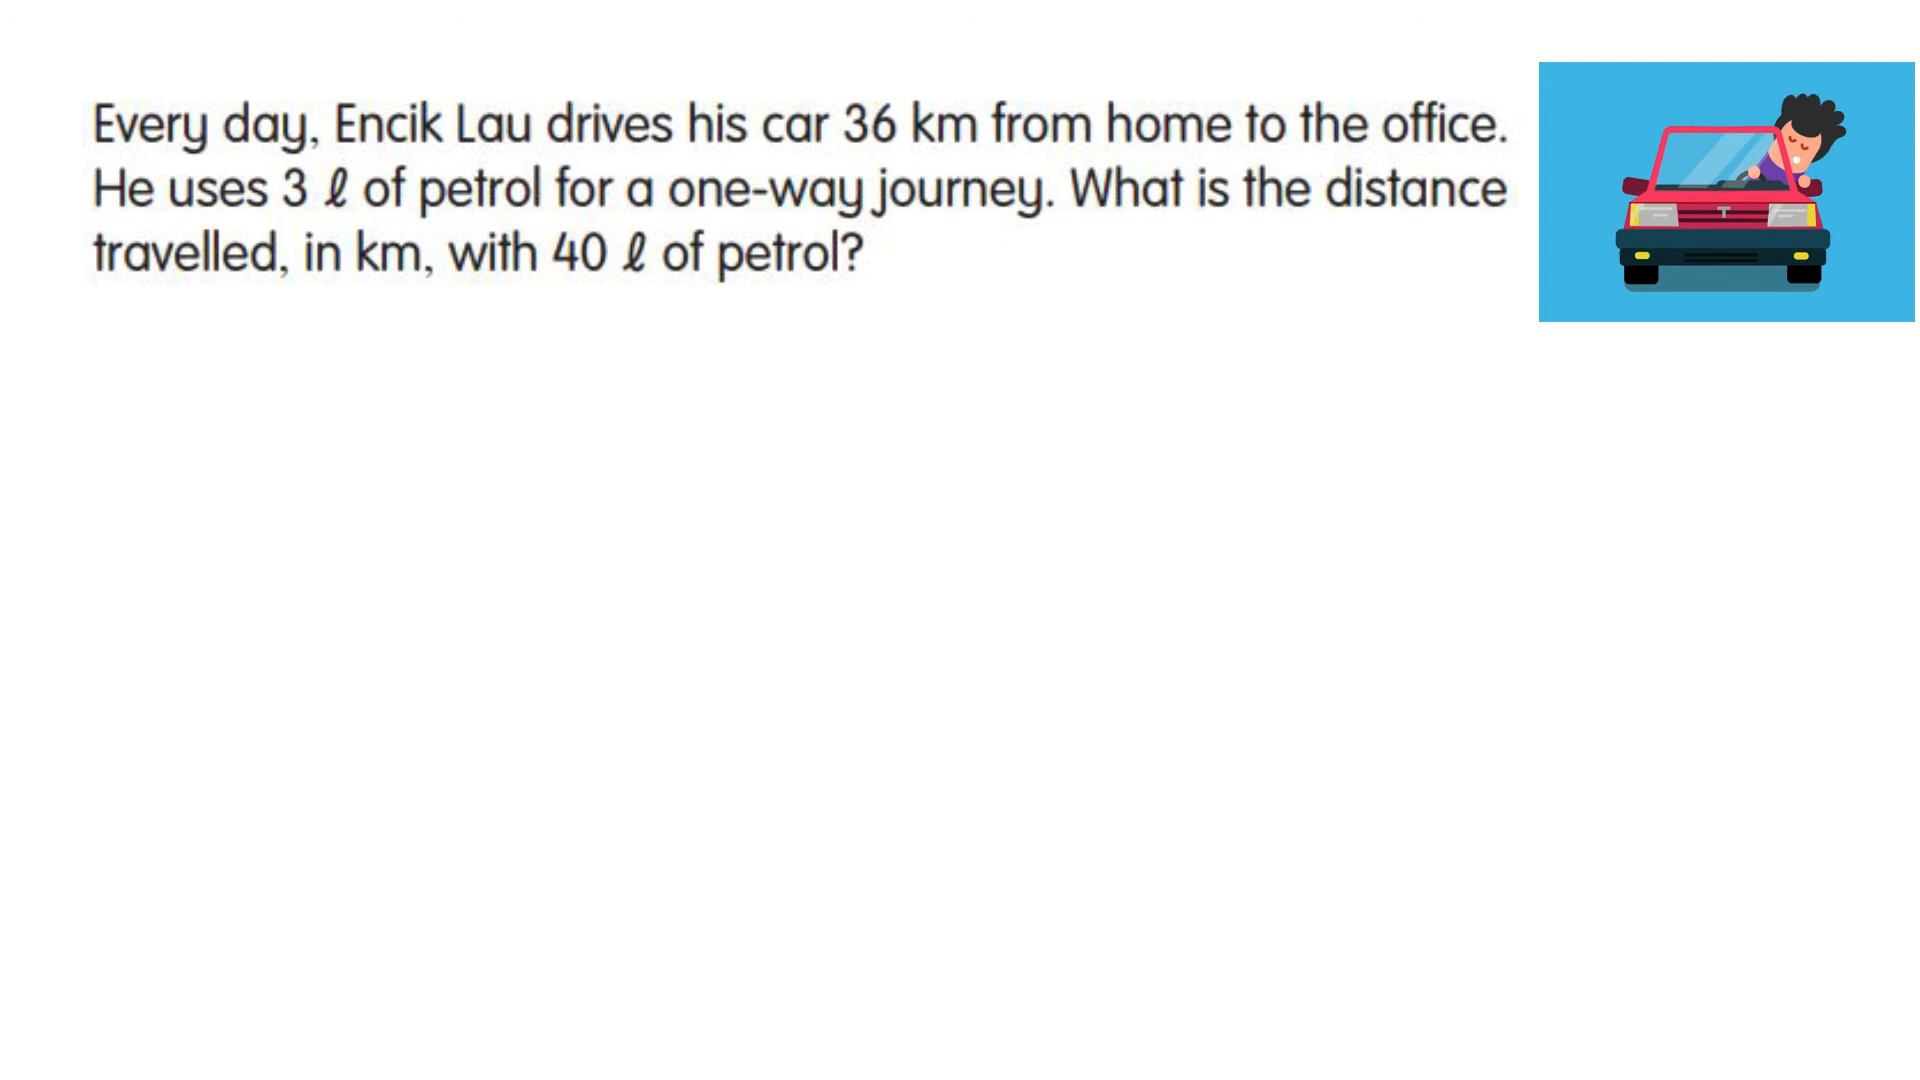 Every day, Encik Lau drives his car 36 km from home to the office.
He uses 3 ℓ of petrol for a one-way journey. What is the distance
travelled, in km, with 40 ℓ of petrol?